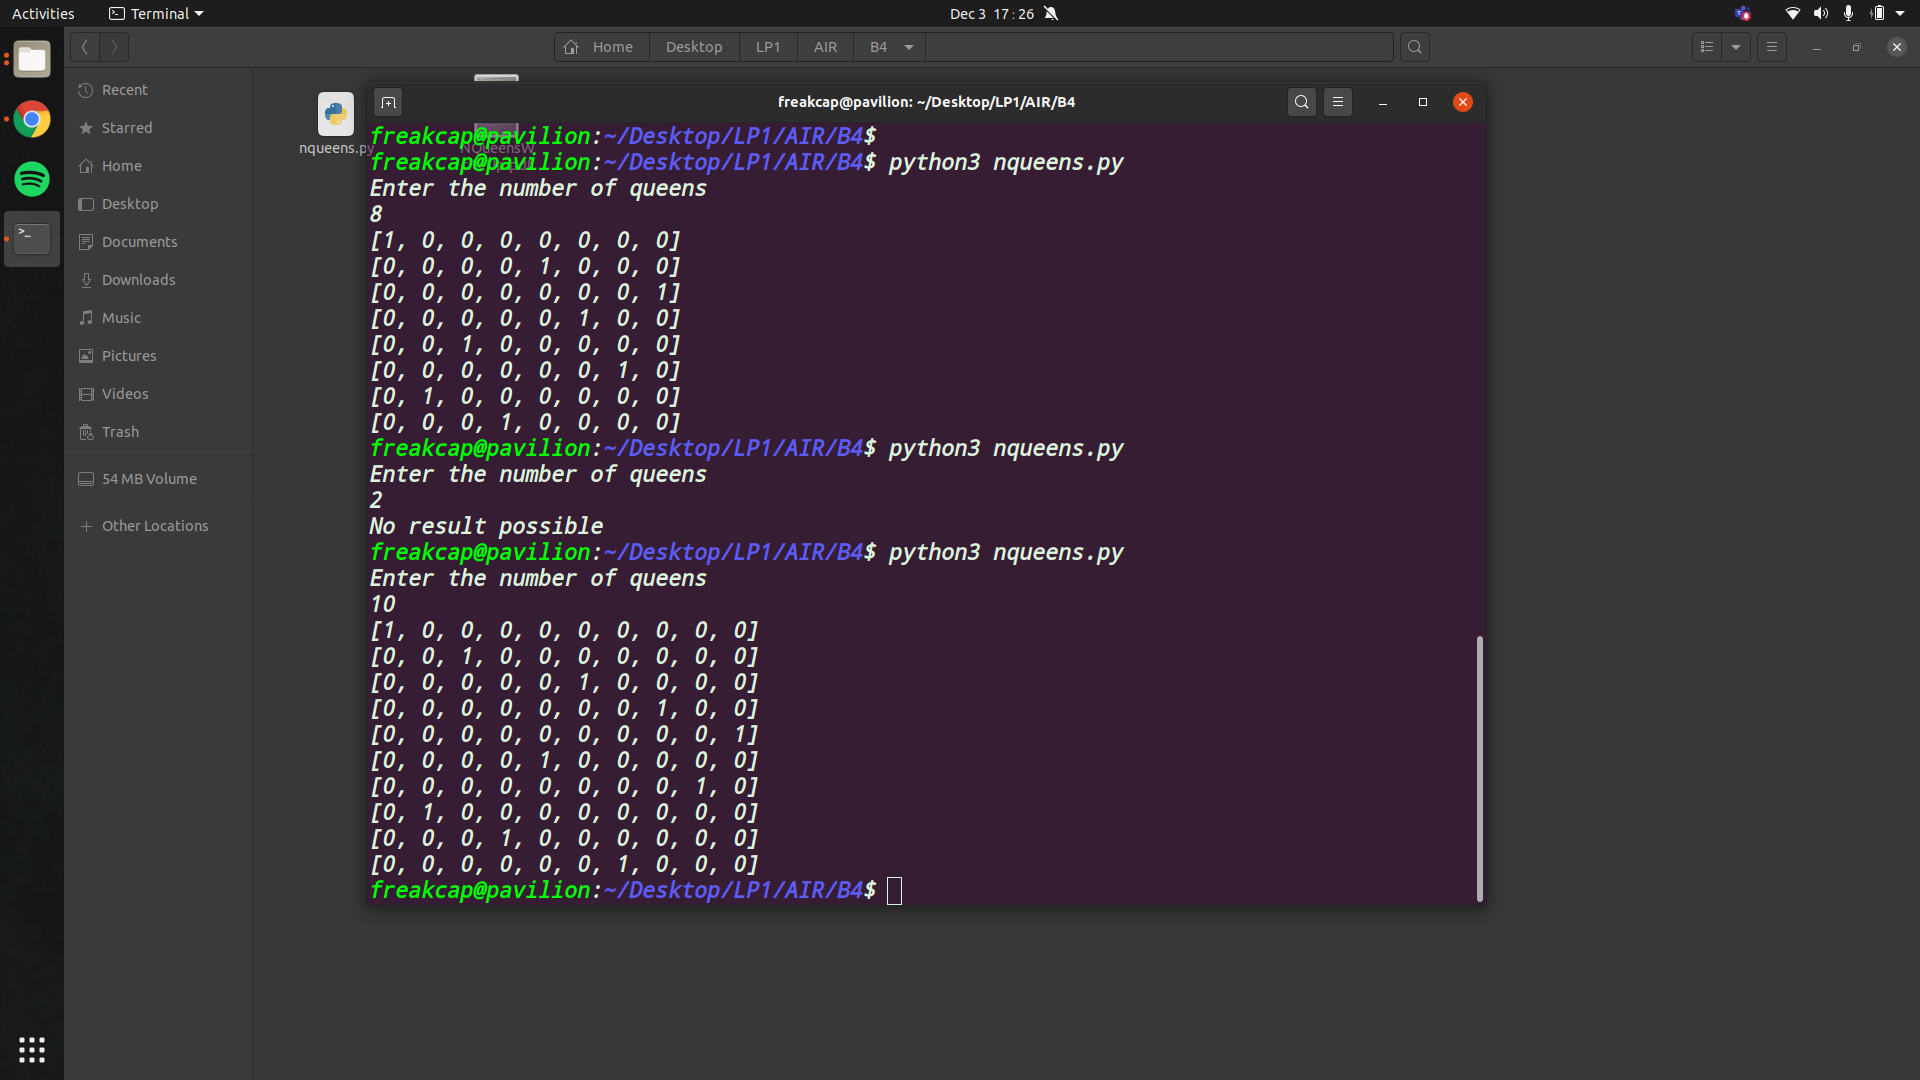 Activities
Terminal
Dec 3 17:26
Home
Desktop
LP1
AIR
B4
Recent
Starred
Home
Desktop
Documents
Downloads
Music
Pictures
Videos
Trash
54 MB Volume
Other Locations
nqueens.py
freakcap@pavilion: ~/Desktop/LP1/AIR/B4
freakcap@pavilion:~/Desktop/LP1/AIR/B4$
freakcap@pavilion:~/Desktop/LP1/AIR/B4$ python3 nqueens.py
Enter the number of queens
8
[1, 0, 0, 0, 0, 0, 0, 0]
[0, 0, 0, 0, 1, 0, 0, 0]
[0, 0, 0, 0, 0, 0, 0, 1]
[0, 0, 0, 0, 0, 1, 0, 0]
[0, 0, 1, 0, 0, 0, 0, 0]
[0, 0, 0, 0, 0, 0, 1, 0]
[0, 1, 0, 0, 0, 0, 0, 0]
[0, 0, 0, 1, 0, 0, 0, 0]
freakcap@pavilion:~/Desktop/LP1/AIR/B4$ python3 nqueens.py
Enter the number of queens
2
No result possible
freakcap@pavilion:~/Desktop/LP1/AIR/B4$ python3 nqueens.py
Enter the number of queens
10
[1, 0, 0, 0, 0, 0, 0, 0, 0, 0]
[0, 0, 1, 0, 0, 0, 0, 0, 0, 0]
[0, 0, 0, 0, 0, 1, 0, 0, 0, 0]
[0, 0, 0, 0, 0, 0, 0, 1, 0, 0]
[0, 0, 0, 0, 0, 0, 0, 0, 0, 1]
[0, 0, 0, 0, 1, 0, 0, 0, 0, 0]
[0, 0, 0, 0, 0, 0, 0, 0, 1, 0]
[0, 1, 0, 0, 0, 0, 0, 0, 0, 0]
[0, 0, 0, 1, 0, 0, 0, 0, 0, 0]
[0, 0, 0, 0, 0, 0, 1, 0, 0, 0]
freakcap@pavilion:~/Desktop/LP1/AIR/B4$